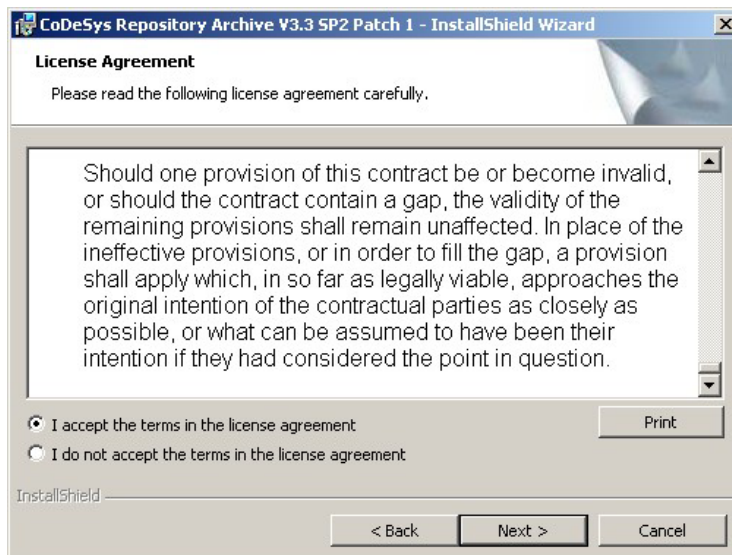 CoDeSys Repository Archive V3.3 SP2 Patch 1 - InstallShield Wizard
License Agreement
Please read the following license agreement carefully.
Should one provision of this contract be or become invalid,
or should the contract contain a gap, the validity of the
remaining provisions shall remain unaffected. In place of the
ineffective provisions, or in order to fill the gap, a provision
shall apply which, in so far as legally viable, approaches the
original intention of the contractual parties as closely as
possible, or what can be assumed to have been their
intention if they had considered the point in question.
I accept the terms in the license agreement
Print
I do not accept the terms in the license agreement
InstallShield
< Back Next > Cancel